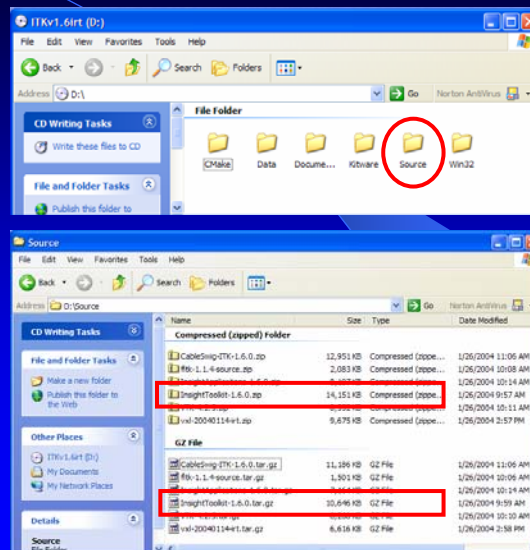 ITKv1.6irt (D:)
File Edit View Favorites Tools Help
Back Search Folders
Address D:\ Go Norton AntiVirus
File Folder
CD Writing Tasks
Write these files to CD
CMake Data Docume... Kitware Source Win32
File and Folder Tasks
Publish this folder to
Source
File Edit View Favorites Tools Help
Back Search Folders
Address D:\Source Go Norton AntiVirus
Name Size Type Date Modified
CD Writing Tasks
Compressed (zipped) Folder
File and Folder Tasks
Make a new folder
Publish this folder to
the Web
CableSwig-ITK-1.6.0.zip 12,951 KB Compressed (zippe... 1/26/2004 11:06 AM
fltk-1.1.4-source.zip 2,083 KB Compressed (zippe... 1/26/2004 10:08 AM
1/26/2004 10:14 AM
InsightToolkit-1.6.0.zip 14,151 KB Compressed (zippe... 1/26/2004 9:57 AM
1/26/2004 10:11 AM
vxl-20040114-irt.zip 9,675 KB Compressed (zippe... 1/26/2004 2:57 PM
Other Places
ITKv1.6irt (D:)
My Documents
My Network Places
GZ File
CableSwig-ITK-1.6.0.tar.gz 11,186 KB GZ File 1/26/2004 11:06 AM
fltk-1.1.4-source.tar.gz 1,501 KB GZ File 1/26/2004 10:06 AM
1/26/2004 10:14 AM
InsightToolkit-1.6.0.tar.gz 10,646 KB GZ File 1/26/2004 9:59 AM
1/26/2004 10:10 AM
vxl-20040114-irt.tar.gz 6,616 KB GZ File 1/26/2004 2:58 PM
Details
Source
File Folder